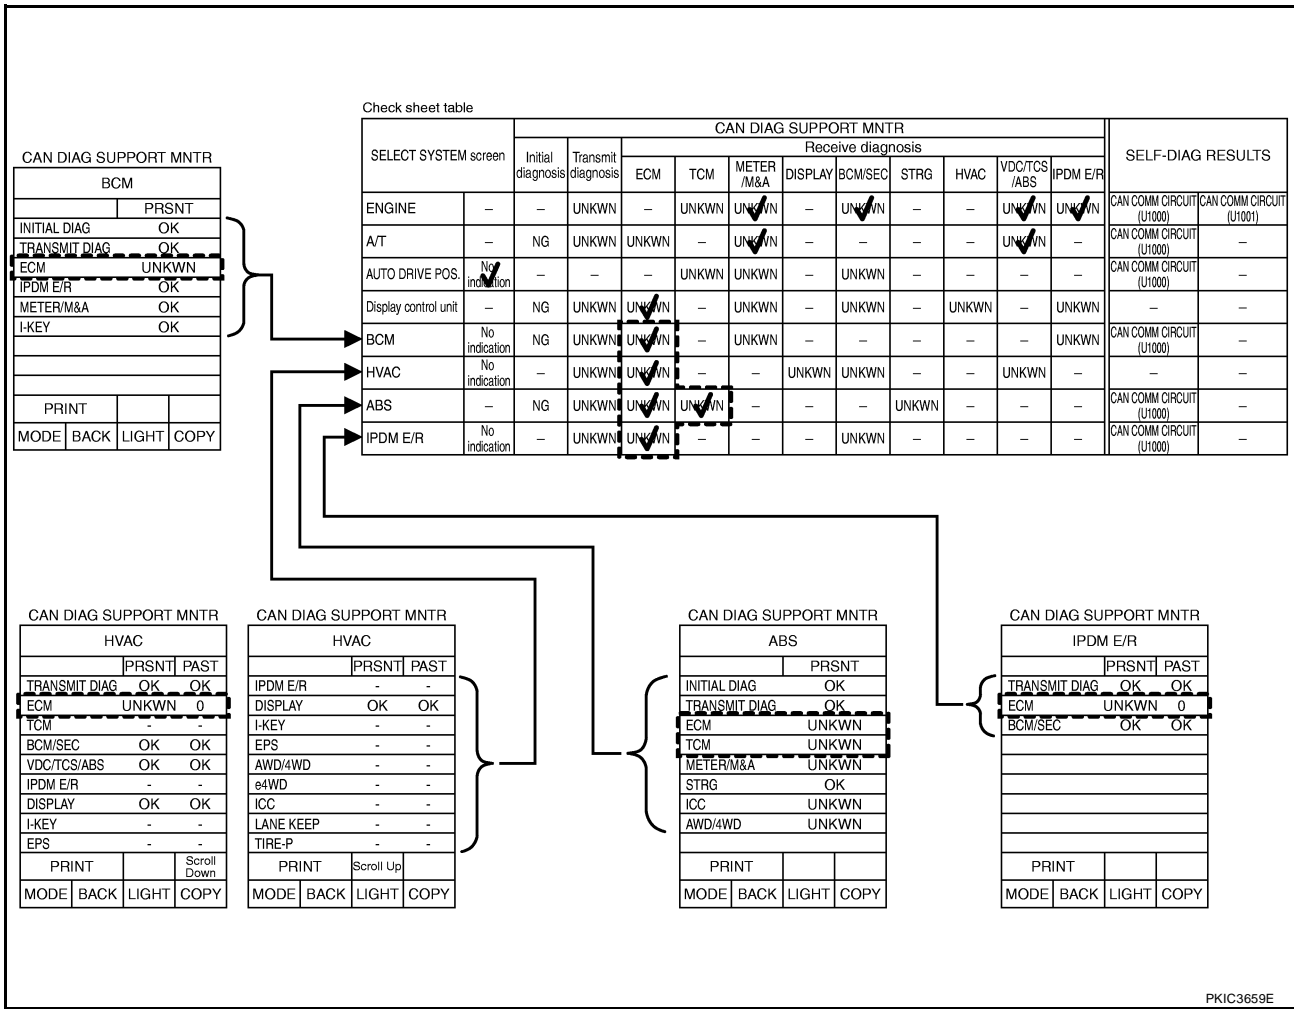 Check sheet table
SELECT SYSTEM screen
CAN DIAG SUPPORT MNTR
SELF-DIAG RESULTS
Initial diagnosis
Transmit diagnosis
Receive diagnosis
ECM TCM METER /M&A DISPLAY BCM/SEC STRG HVAC VDC/TCS /ABS IPDM E/R
ENGINE – – UNKWN – UNKWN UNKWN – UNKWN – – UNKWN UNKWN CAN COMM CIRCUIT (U1000) CAN COMM CIRCUIT (U1001)
A/T – NG UNKWN UNKWN – UNKWN – – – – UNKWN – CAN COMM CIRCUIT (U1000) –
AUTO DRIVE POS. No indication – – – UNKWN UNKWN – UNKWN – – – – CAN COMM CIRCUIT (U1000) –
Display control unit – NG UNKWN UNKWN – UNKWN – UNKWN – UNKWN – UNKWN – –
BCM No indication NG UNKWN UNKWN – UNKWN – – – – – UNKWN CAN COMM CIRCUIT (U1000) –
HVAC No indication – UNKWN UNKWN – – UNKWN UNKWN – – UNKWN – – –
ABS – NG UNKWN UNKWN UNKWN – – – UNKWN – – – CAN COMM CIRCUIT (U1000) –
IPDM E/R No indication – UNKWN UNKWN – – – UNKWN – – – – CAN COMM CIRCUIT (U1000) –
CAN DIAG SUPPORT MNTR
BCM
PRSNT
INITIAL DIAG OK
TRANSMIT DIAG OK
ECM UNKWN
IPDM E/R OK
METER/M&A OK
I-KEY OK
PRINT
MODE BACK LIGHT COPY
CAN DIAG SUPPORT MNTR
HVAC
PRSNT PAST
TRANSMIT DIAG OK OK
ECM UNKWN 0
TCM - -
BCM/SEC OK OK
VDC/TCS/ABS OK OK
IPDM E/R - -
DISPLAY OK OK
I-KEY - -
EPS - -
PRINT Scroll Down
MODE BACK LIGHT COPY
CAN DIAG SUPPORT MNTR
HVAC
PRSNT PAST
IPDM E/R - -
DISPLAY OK OK
I-KEY - -
EPS - -
AWD/4WD - -
e4WD - -
ICC - -
LANE KEEP - -
TIRE-P - -
PRINT Scroll Up
MODE BACK LIGHT COPY
CAN DIAG SUPPORT MNTR
ABS
PRSNT
INITIAL DIAG OK
TRANSMIT DIAG OK
ECM UNKWN
TCM UNKWN
METER/M&A UNKWN
STRG OK
ICC UNKWN
AWD/4WD UNKWN
PRINT
MODE BACK LIGHT COPY
CAN DIAG SUPPORT MNTR
IPDM E/R
PRSNT PAST
TRANSMIT DIAG OK OK
ECM UNKWN 0
BCM/SEC OK OK
PRINT
MODE BACK LIGHT COPY
PKIC3659E